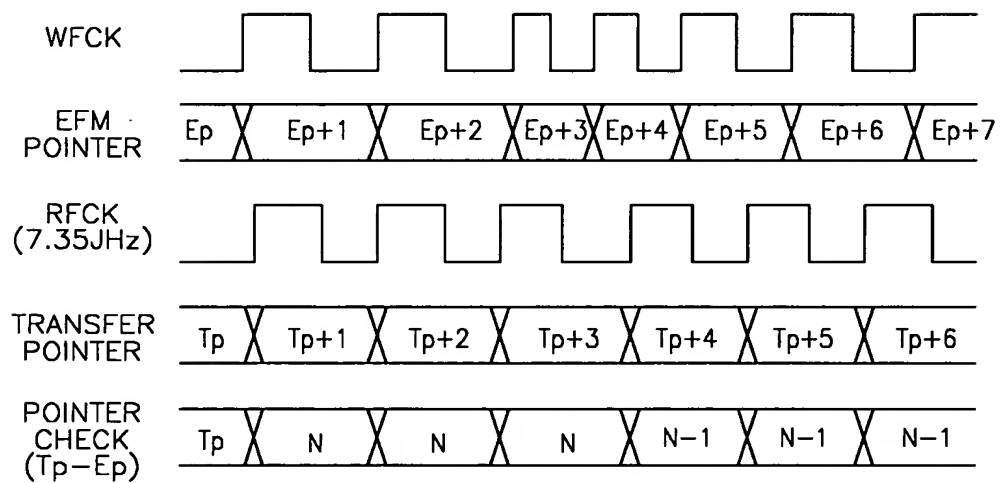 WFCK
EFM
POINTER
Ep Ep+1 Ep+2 Ep+3 Ep+4 Ep+5 Ep+6 Ep+7
RFCK
(7.35JHz)
TRANSFER
POINTER
Tp Tp+1 Tp+2 Tp+3 Tp+4 Tp+5 Tp+6
POINTER
CHECK
(Tp-Ep)
Tp N N N N-1 N-1 N-1